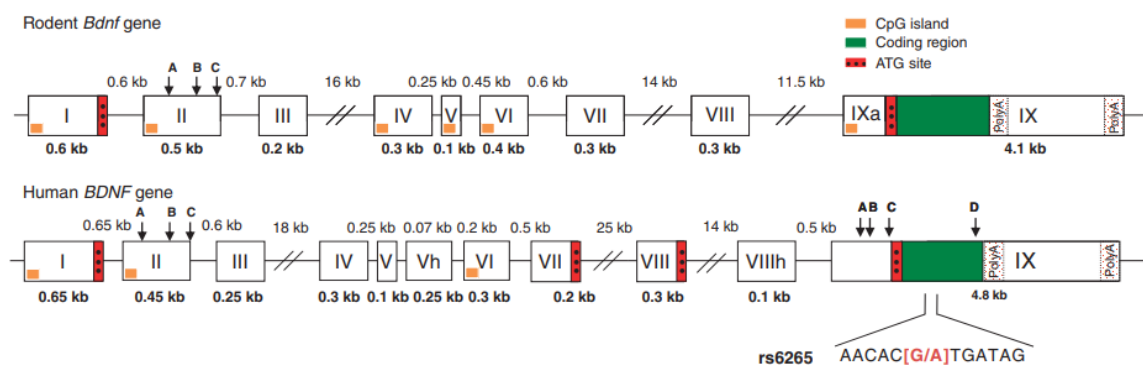 Rodent Bdnf gene
CpG island
Coding region
ATG site
0.6 kb A B C 0.7 kb 16 kb 0.25 kb 0.45 kb 0.6 kb 14 kb 11.5 kb
I II III IV V VI VII VIII IXa PolyA IX PolyA
0.6 kb 0.5 kb 0.2 kb 0.3 kb 0.1 kb 0.4 kb 0.3 kb 0.3 kb 4.1 kb
Human BDNF gene
0.65 kb A B C 0.6 kb 18 kb 0.25 kb 0.07 kb 0.2 kb 0.5 kb 25 kb 14 kb 0.5 kb A B C D
I II III IV V Vh VI VII VIII VIIIh PolyA IX PolyA
0.65 kb 0.45 kb 0.25 kb 0.3 kb 0.1 kb 0.25 kb 0.3 kb 0.2 kb 0.3 kb 0.1 kb 4.8 kb
rs6265 AACAC[G/A]TGATAG